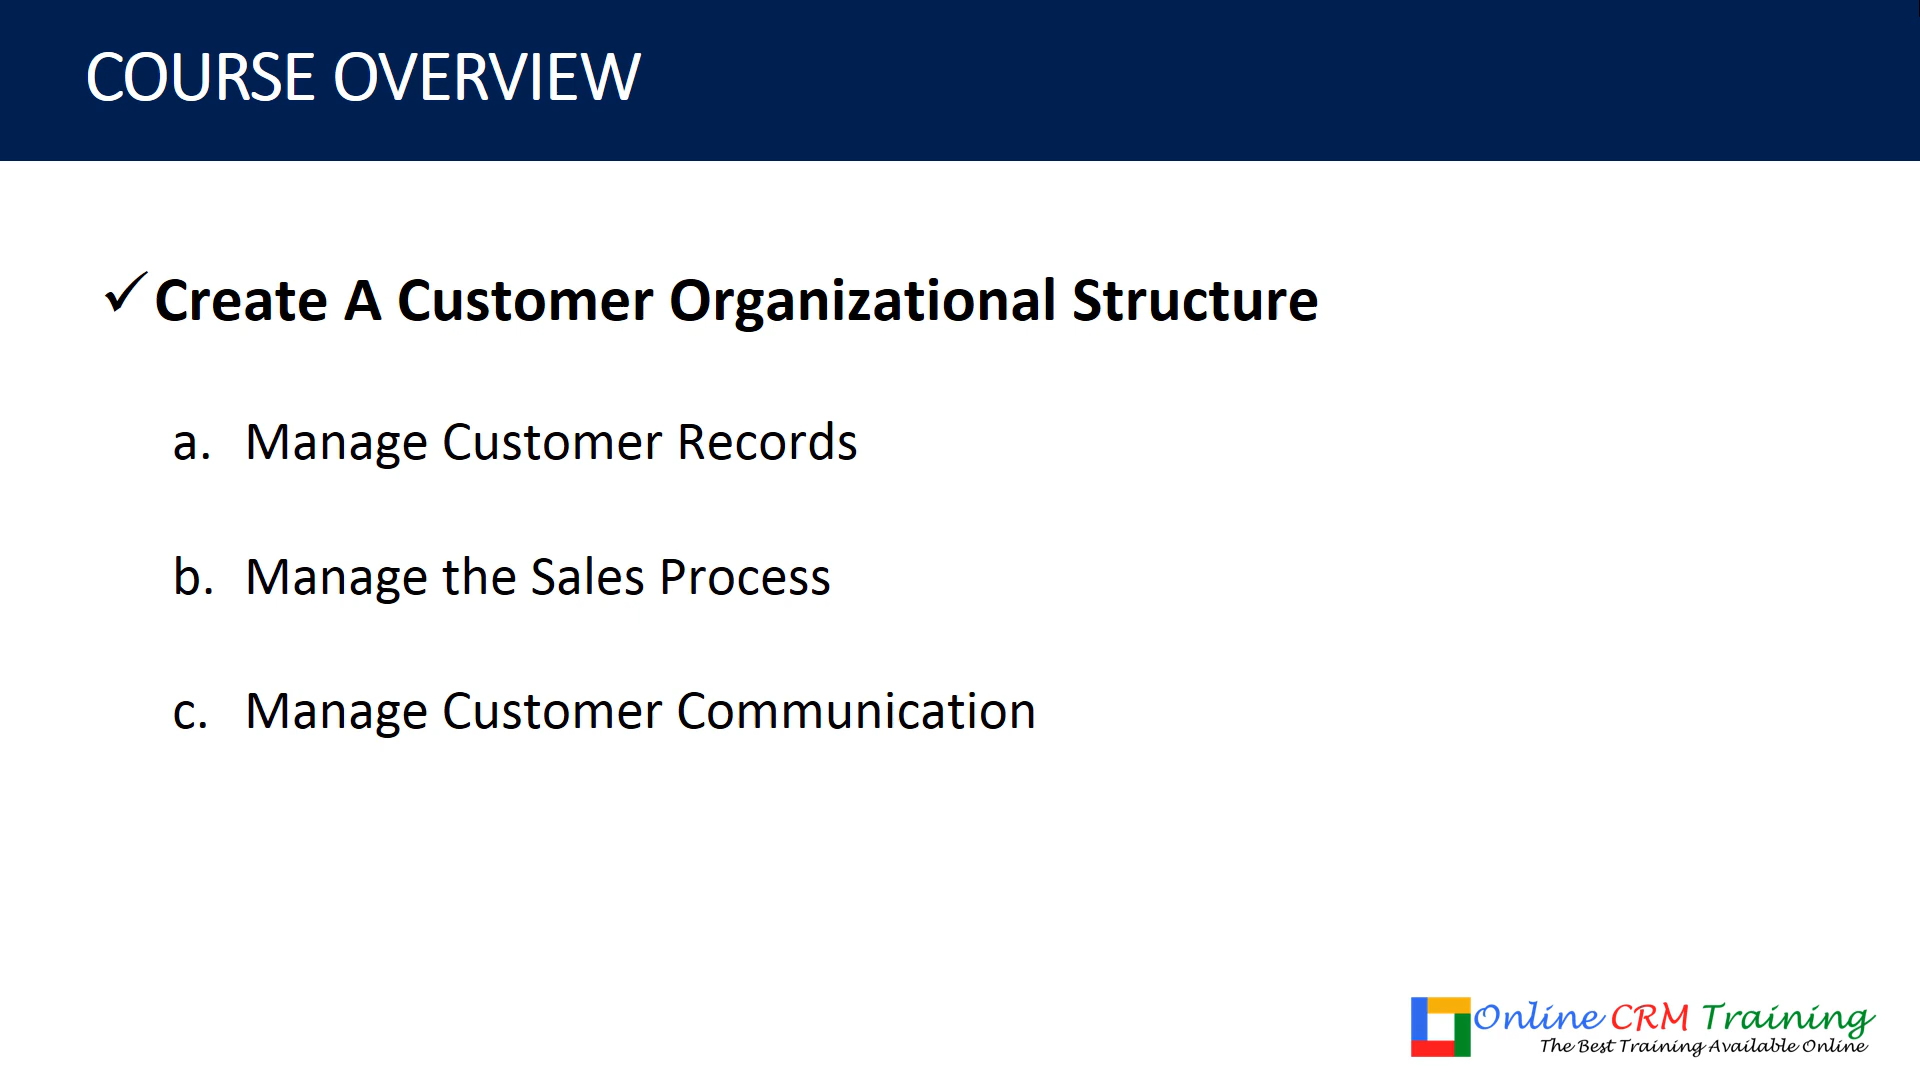 COURSE OVERVIEW
✓ Create A Customer Organizational Structure
a. Manage Customer Records
b. Manage the Sales Process
c. Manage Customer Communication
Online CRM Training
The Best Training Available Online